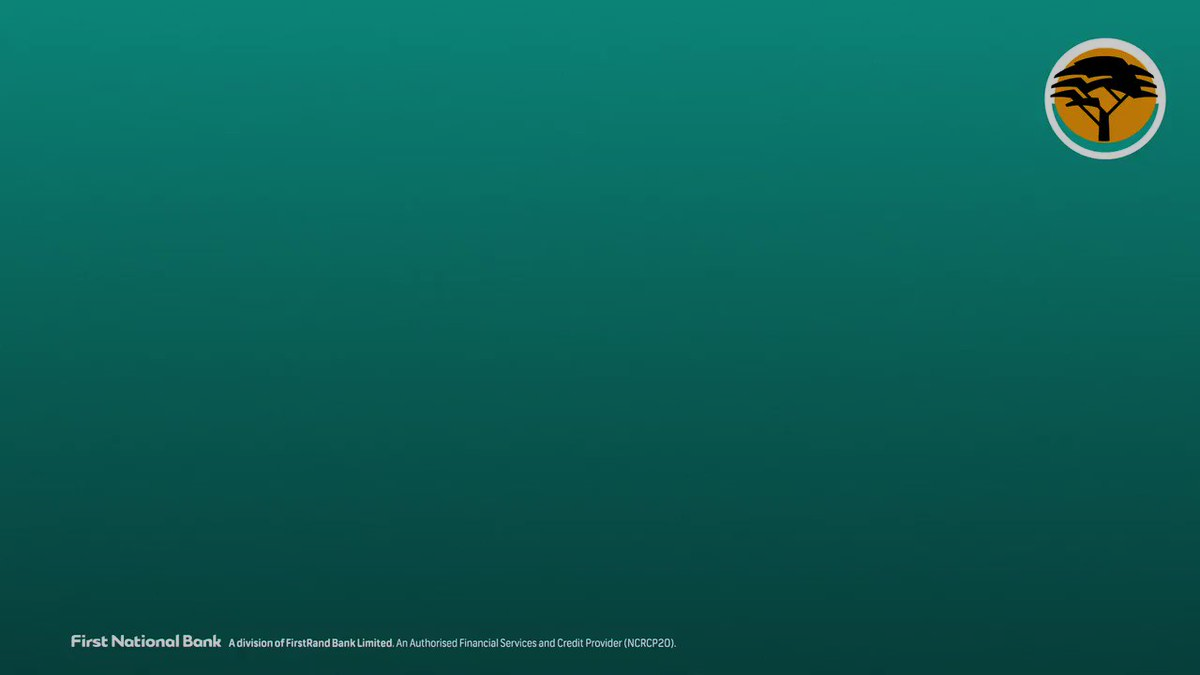 First National Bank A division of FirstRand Bank Limited. An Authorised Financial Services and Credit Provider (NCRCP20).